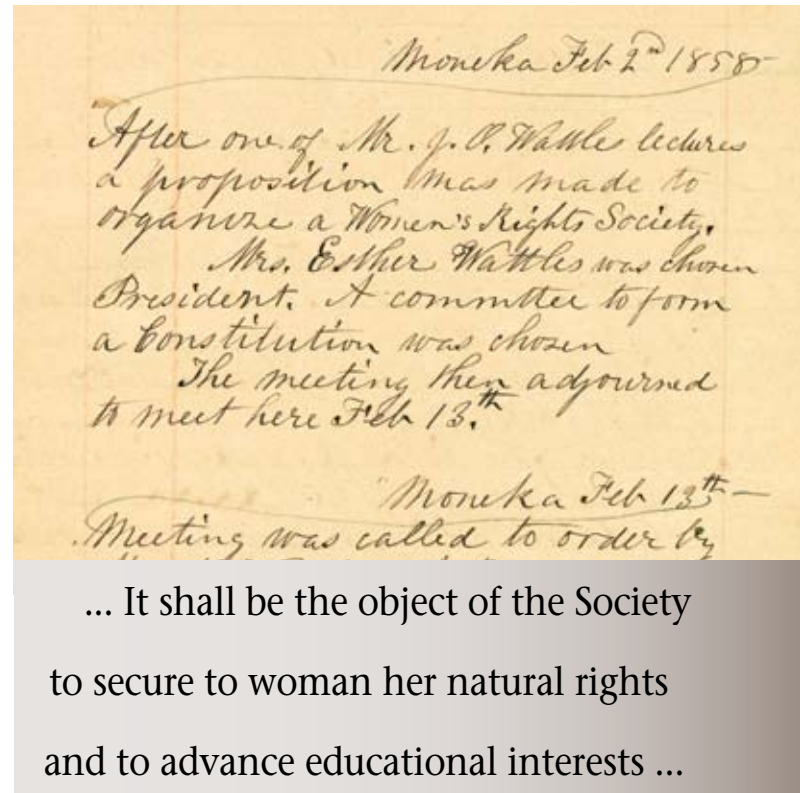 Moneka Feb 2nd 1858
After one of Mr. J. O. Wattle lectures
a proposition was made to
organize a Women's Rights Society.
Mrs. Esther Wattles was chosen
President. A committee to form
a Constitution was chosen
The meeting then adjourned
to meet here Feb 13.th
Moneka Feb 13th —
Meeting was called to order by
... It shall be the object of the Society
to secure to woman her natural rights
and to advance educational interests ...